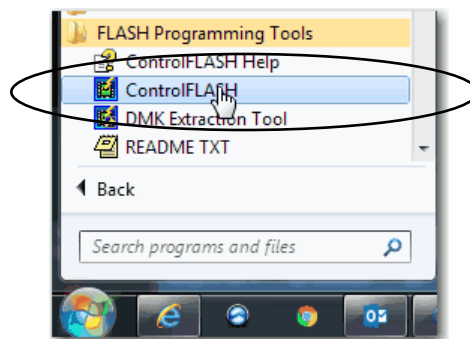 FLASH Programming Tools
ControlFLASH Help
ControlFLASH
DMK Extraction Tool
README TXT
Back
Search programs and files